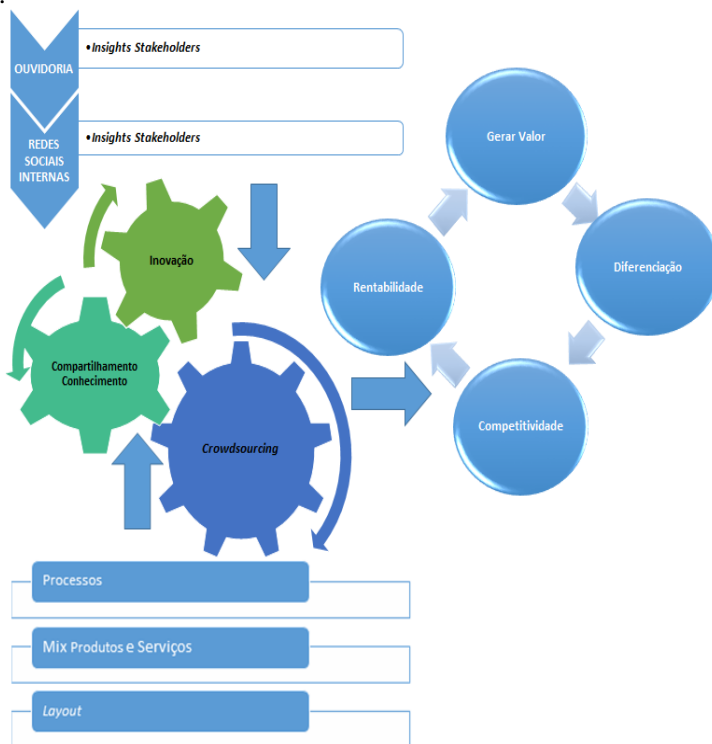 •
OUVIDORIA
•Insights Stakeholders
REDES
SOCIAIS
INTERNAS
•Insights Stakeholders
Inovação
Compartilhamento
Conhecimento
Crowdsourcing
Gerar Valor
Diferenciação
Competitividade
Rentabilidade
Processos
Mix Produtos e Serviços
Layout